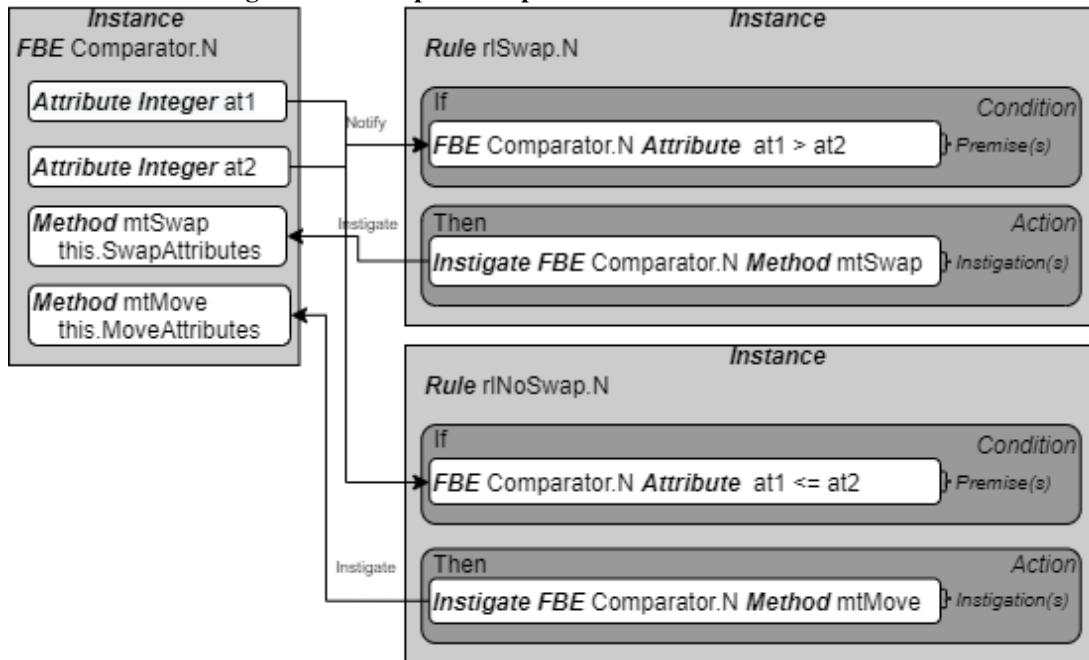 Instance
FBE Comparator.N
Attribute Integer at1
Attribute Integer at2
Method mtSwap
this.SwapAttributes
Method mtMove
this.MoveAttributes
Notify
Instigate
Instigate
Instance
Rule rlSwap.N
If
Condition
FBE Comparator.N Attribute at1 > at2
Premise(s)
Then
Action
Instigate FBE Comparator.N Method mtSwap
Instigation(s)
Instance
Rule rlNoSwap.N
If
Condition
FBE Comparator.N Attribute at1 <= at2
Premise(s)
Then
Action
Instigate FBE Comparator.N Method mtMove
Instigation(s)